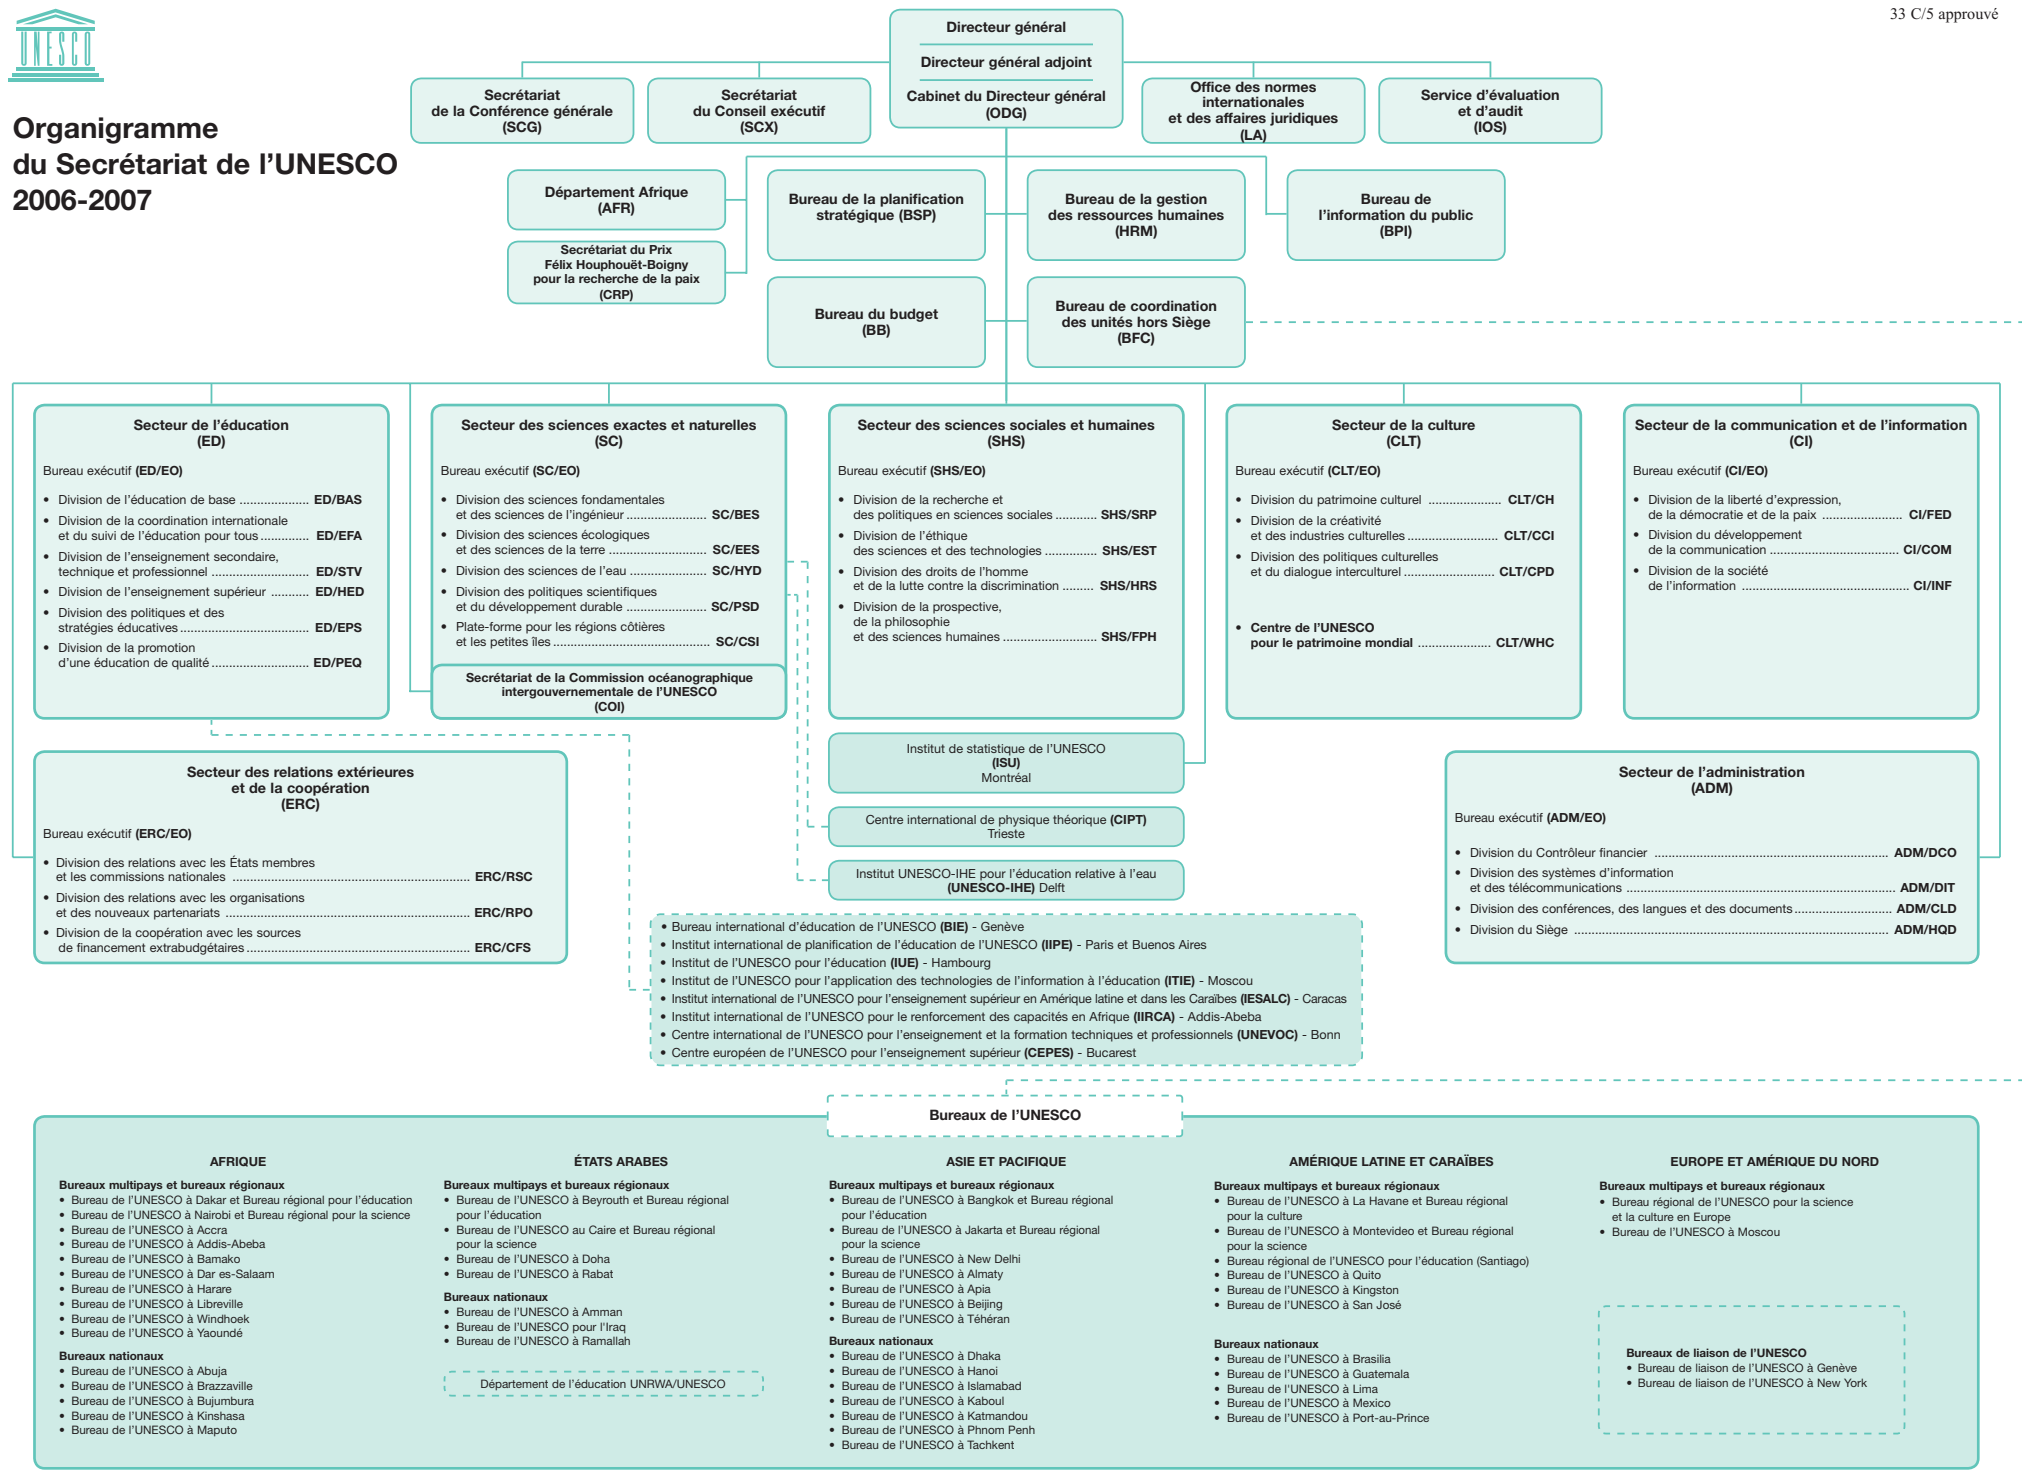 33 C/5 approuvé
UNESCO
Organigramme
du Secrétariat de l'UNESCO
2006-2007
Directeur général
Directeur général adjoint
Cabinet du Directeur général
(ODG)
Secrétariat
de la Conférence générale
(SCG)
Secrétariat
du Conseil exécutif
(SCX)
Office des normes
internationales
et des affaires juridiques
(LA)
Service d'évaluation
et d'audit
(IOS)
Département Afrique
(AFR)
Secrétariat du Prix
Félix Houphouët-Boigny
pour la recherche de la paix
(CRP)
Bureau de la planification
stratégique (BSP)
Bureau de la gestion
des ressources humaines
(HRM)
Bureau de
l'information du public
(BPI)
Bureau du budget
(BB)
Bureau de coordination
des unités hors Siège
(BFC)
Secteur de l'éducation
(ED)
Bureau exécutif (ED/EO)
• Division de l'éducation de base .................... ED/BAS
• Division de la coordination internationale
et du suivi de l'éducation pour tous .............. ED/EFA
• Division de l'enseignement secondaire,
technique et professionnel ............................ ED/STV
• Division de l'enseignement supérieur ........... ED/HED
• Division des politiques et des
stratégies éducatives ..................................... ED/EPS
• Division de la promotion
d'une éducation de qualité ............................ ED/PEQ
Secteur des sciences exactes et naturelles
(SC)
Bureau exécutif (SC/EO)
• Division des sciences fondamentales
et des sciences de l'ingénieur ....................... SC/BES
• Division des sciences écologiques
et des sciences de la terre ............................ SC/EES
• Division des sciences de l'eau ....................... SC/HYD
• Division des politiques scientifiques
et du développement durable ....................... SC/PSD
• Plate-forme pour les régions côtières
et les petites îles ............................................. SC/CSI
Secrétariat de la Commission océanographique
intergouvernementale de l'UNESCO
(COI)
Secteur des sciences sociales et humaines
(SHS)
Bureau exécutif (SHS/EO)
• Division de la recherche et
des politiques en sciences sociales ............ SHS/SRP
• Division de l'éthique
des sciences et des technologies ............... SHS/EST
• Division des droits de l'homme
et de la lutte contre la discrimination ......... SHS/HRS
• Division de la prospective,
de la philosophie
et des sciences humaines ........................... SHS/FPH
Secteur de la culture
(CLT)
Bureau exécutif (CLT/EO)
• Division du patrimoine culturel ..................... CLT/CH
• Division de la créativité
et des industries culturelles .......................... CLT/CCI
• Division des politiques culturelles
et du dialogue interculturel .......................... CLT/CPD
• Centre de l'UNESCO
pour le patrimoine mondial ..................... CLT/WHC
Secteur de la communication et de l'information
(CI)
Bureau exécutif (CI/EO)
• Division de la liberté d'expression,
de la démocratie et de la paix ....................... CI/FED
• Division du développement
de la communication ..................................... CI/COM
• Division de la société
de l'information ................................................ CI/INF
Institut de statistique de l'UNESCO
(ISU)
Montréal
Centre international de physique théorique (CIPT)
Trieste
Institut UNESCO-IHE pour l'éducation relative à l'eau
(UNESCO-IHE) Delft
Secteur des relations extérieures
et de la coopération
(ERC)
Bureau exécutif (ERC/EO)
• Division des relations avec les États membres
et les commissions nationales .................................................................... ERC/RSC
• Division des relations avec les organisations
et des nouveaux partenariats ...................................................................... ERC/RPO
• Division de la coopération avec les sources
de financement extrabudgétaires ................................................................ ERC/CFS
Secteur de l'administration
(ADM)
Bureau exécutif (ADM/EO)
• Division du Contrôleur financier ................................................................... ADM/DCO
• Division des systèmes d'information
et des télécommunications ............................................................................. ADM/DIT
• Division des conférences, des langues et des documents ............................ ADM/CLD
• Division du Siège .......................................................................................... ADM/HQD
• Bureau international d'éducation de l'UNESCO (BIE) - Genève
• Institut international de planification de l'éducation de l'UNESCO (IIPE) - Paris et Buenos Aires
• Institut de l'UNESCO pour l'éducation (IUE) - Hambourg
• Institut de l'UNESCO pour l'application des technologies de l'information à l'éducation (ITIE) - Moscou
• Institut international de l'UNESCO pour l'enseignement supérieur en Amérique latine et dans les Caraïbes (IESALC) - Caracas
• Institut international de l'UNESCO pour le renforcement des capacités en Afrique (IIRCA) - Addis-Abeba
• Centre international de l'UNESCO pour l'enseignement et la formation techniques et professionnels (UNEVOC) - Bonn
• Centre européen de l'UNESCO pour l'enseignement supérieur (CEPES) - Bucarest
Bureaux de l'UNESCO
AFRIQUE
Bureaux multipays et bureaux régionaux
• Bureau de l'UNESCO à Dakar et Bureau régional pour l'éducation
• Bureau de l'UNESCO à Nairobi et Bureau régional pour la science
• Bureau de l'UNESCO à Accra
• Bureau de l'UNESCO à Addis-Abeba
• Bureau de l'UNESCO à Bamako
• Bureau de l'UNESCO à Dar es-Salaam
• Bureau de l'UNESCO à Harare
• Bureau de l'UNESCO à Libreville
• Bureau de l'UNESCO à Windhoek
• Bureau de l'UNESCO à Yaoundé
Bureaux nationaux
• Bureau de l'UNESCO à Abuja
• Bureau de l'UNESCO à Brazzaville
• Bureau de l'UNESCO à Bujumbura
• Bureau de l'UNESCO à Kinshasa
• Bureau de l'UNESCO à Maputo
ÉTATS ARABES
Bureaux multipays et bureaux régionaux
• Bureau de l'UNESCO à Beyrouth et Bureau régional
pour l'éducation
• Bureau de l'UNESCO au Caire et Bureau régional
pour la science
• Bureau de l'UNESCO à Doha
• Bureau de l'UNESCO à Rabat
Bureaux nationaux
• Bureau de l'UNESCO à Amman
• Bureau de l'UNESCO pour l'Iraq
• Bureau de l'UNESCO à Ramallah
Département de l'éducation UNRWA/UNESCO
ASIE ET PACIFIQUE
Bureaux multipays et bureaux régionaux
• Bureau de l'UNESCO à Bangkok et Bureau régional
pour l'éducation
• Bureau de l'UNESCO à Jakarta et Bureau régional
pour la science
• Bureau de l'UNESCO à New Delhi
• Bureau de l'UNESCO à Almaty
• Bureau de l'UNESCO à Apia
• Bureau de l'UNESCO à Beijing
• Bureau de l'UNESCO à Téhéran
Bureaux nationaux
• Bureau de l'UNESCO à Dhaka
• Bureau de l'UNESCO à Hanoi
• Bureau de l'UNESCO à Islamabad
• Bureau de l'UNESCO à Kaboul
• Bureau de l'UNESCO à Katmandou
• Bureau de l'UNESCO à Phnom Penh
• Bureau de l'UNESCO à Tachkent
AMÉRIQUE LATINE ET CARAÏBES
Bureaux multipays et bureaux régionaux
• Bureau de l'UNESCO à La Havane et Bureau régional
pour la culture
• Bureau de l'UNESCO à Montevideo et Bureau régional
pour la science
• Bureau régional de l'UNESCO pour l'éducation (Santiago)
• Bureau de l'UNESCO à Quito
• Bureau de l'UNESCO à Kingston
• Bureau de l'UNESCO à San José
Bureaux nationaux
• Bureau de l'UNESCO à Brasilia
• Bureau de l'UNESCO à Guatemala
• Bureau de l'UNESCO à Lima
• Bureau de l'UNESCO à Mexico
• Bureau de l'UNESCO à Port-au-Prince
EUROPE ET AMÉRIQUE DU NORD
Bureaux multipays et bureaux régionaux
• Bureau régional de l'UNESCO pour la science
et la culture en Europe
• Bureau de l'UNESCO à Moscou
Bureaux de liaison de l'UNESCO
• Bureau de liaison de l'UNESCO à Genève
• Bureau de liaison de l'UNESCO à New York